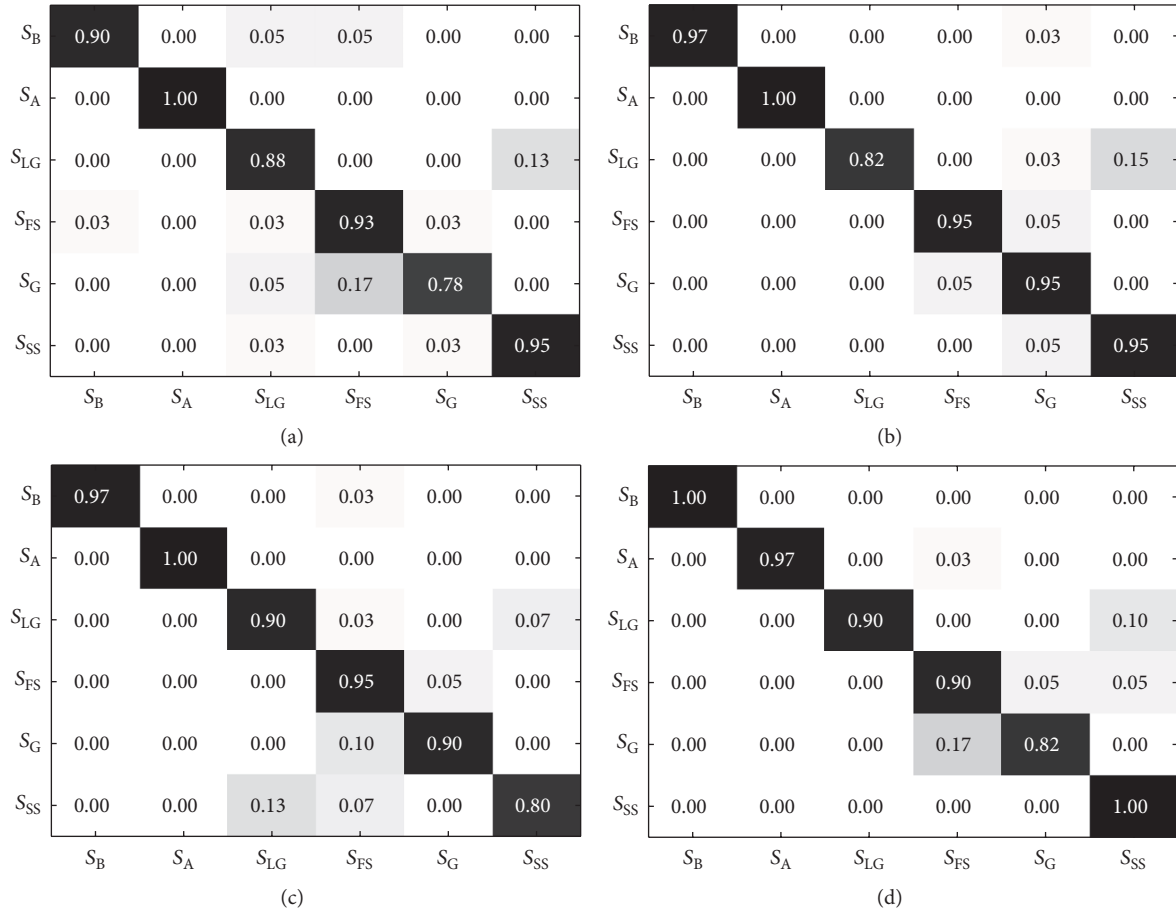 S_B 0.90 0.00 0.05 0.05 0.00 0.00
S_A 0.00 1.00 0.00 0.00 0.00 0.00
S_LG 0.00 0.00 0.88 0.00 0.00 0.13
S_FS 0.03 0.00 0.03 0.93 0.03 0.00
S_G 0.00 0.00 0.05 0.17 0.78 0.00
S_SS 0.00 0.00 0.03 0.00 0.03 0.95
S_B S_A S_LG S_FS S_G S_SS
(a)
S_B 0.97 0.00 0.00 0.00 0.03 0.00
S_A 0.00 1.00 0.00 0.00 0.00 0.00
S_LG 0.00 0.00 0.82 0.00 0.03 0.15
S_FS 0.00 0.00 0.00 0.95 0.05 0.00
S_G 0.00 0.00 0.00 0.05 0.95 0.00
S_SS 0.00 0.00 0.00 0.00 0.05 0.95
S_B S_A S_LG S_FS S_G S_SS
(b)
S_B 0.97 0.00 0.00 0.03 0.00 0.00
S_A 0.00 1.00 0.00 0.00 0.00 0.00
S_LG 0.00 0.00 0.90 0.03 0.00 0.07
S_FS 0.00 0.00 0.00 0.95 0.05 0.00
S_G 0.00 0.00 0.00 0.10 0.90 0.00
S_SS 0.00 0.00 0.13 0.07 0.00 0.80
S_B S_A S_LG S_FS S_G S_SS
(c)
S_B 1.00 0.00 0.00 0.00 0.00 0.00
S_A 0.00 0.97 0.00 0.03 0.00 0.00
S_LG 0.00 0.00 0.90 0.00 0.00 0.10
S_FS 0.00 0.00 0.00 0.90 0.05 0.05
S_G 0.00 0.00 0.00 0.17 0.82 0.00
S_SS 0.00 0.00 0.00 0.00 0.00 1.00
S_B S_A S_LG S_FS S_G S_SS
(d)